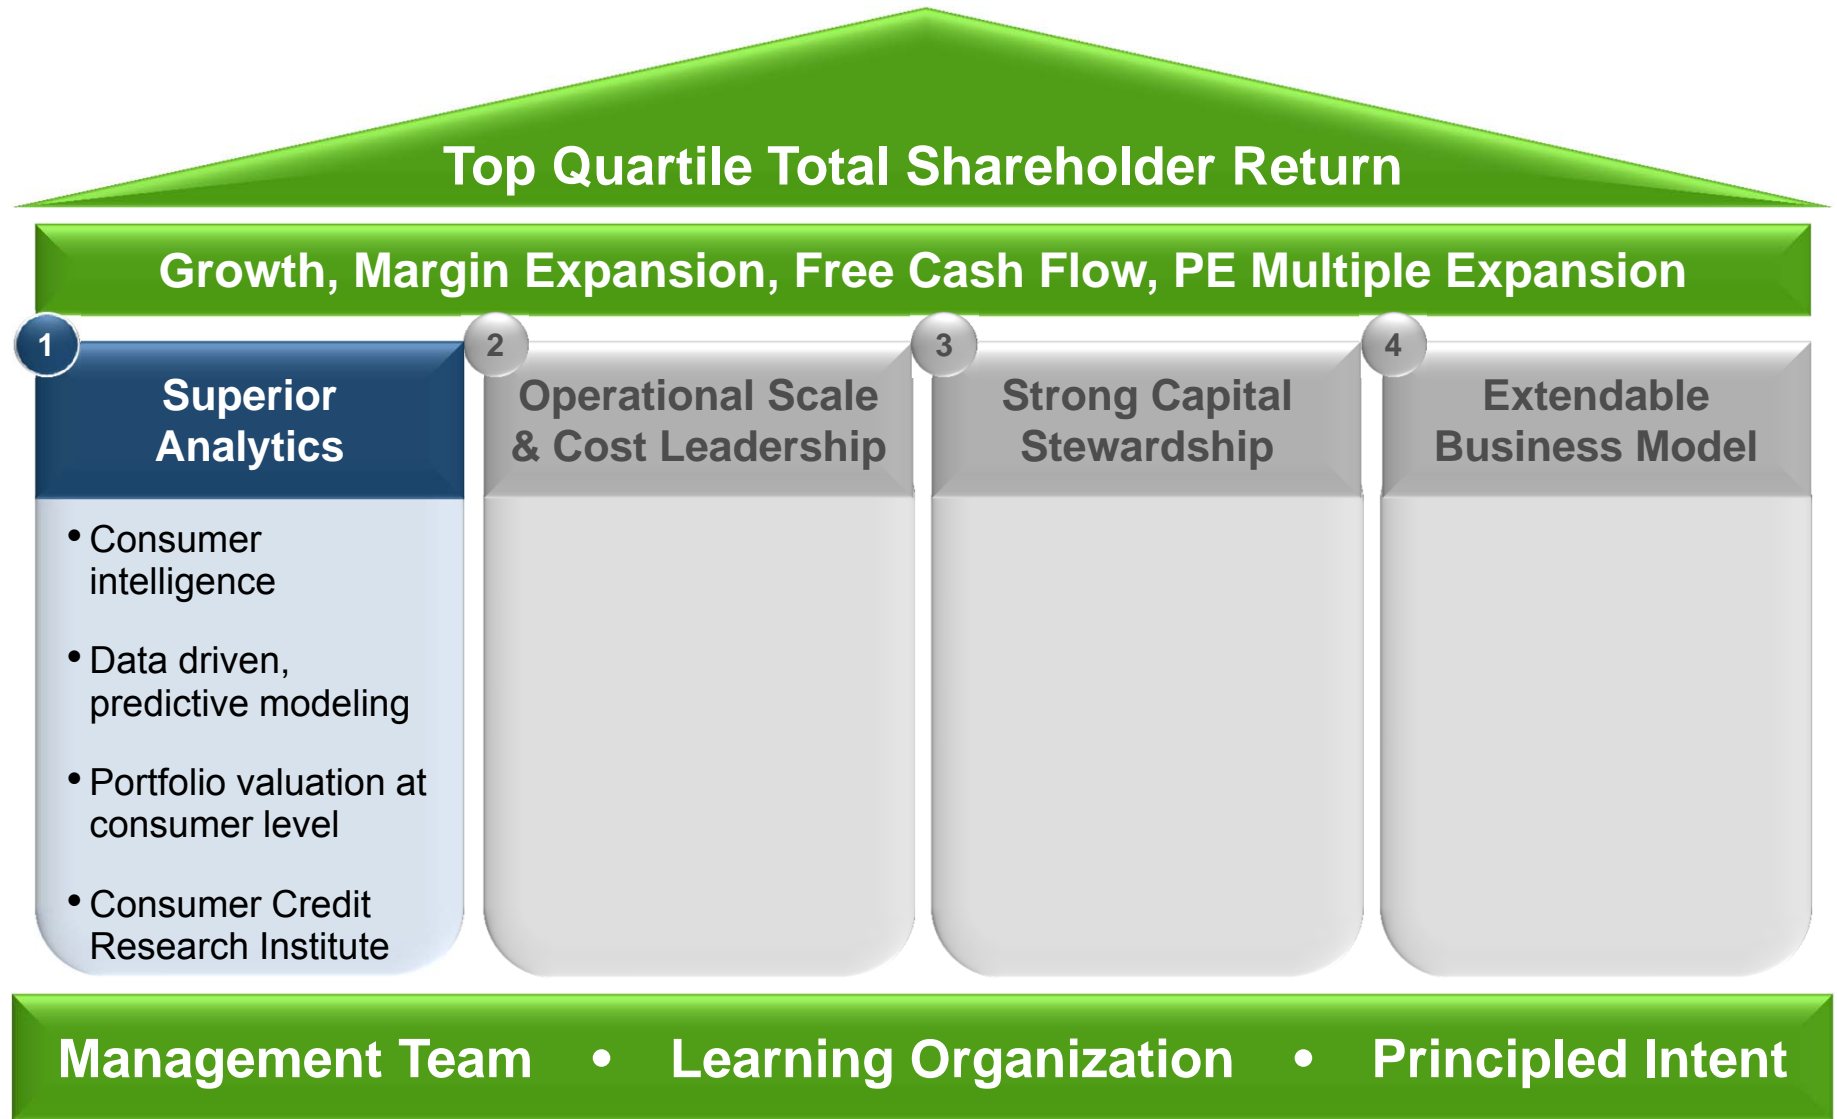 Top Quartile Total Shareholder Return
Growth, Margin Expansion, Free Cash Flow, PE Multiple Expansion
1
Superior
Analytics
• Consumer
intelligence
• Data driven,
predictive modeling
• Portfolio valuation at
consumer level
• Consumer Credit
Research Institute
2
Operational Scale
& Cost Leadership
3
Strong Capital
Stewardship
4
Extendable
Business Model
Management Team • Learning Organization • Principled Intent